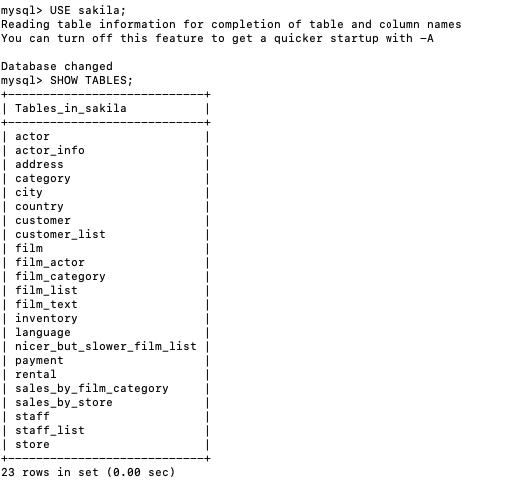 mysql> USE sakila;
Reading table information for completion of table and column names
You can turn off this feature to get a quicker startup with -A

Database changed
mysql> SHOW TABLES;
+----------------------------+
| Tables_in_sakila           |
+----------------------------+
| actor                      |
| actor_info                 |
| address                    |
| category                   |
| city                       |
| country                    |
| customer                   |
| customer_list              |
| film                       |
| film_actor                 |
| film_category              |
| film_list                  |
| film_text                  |
| inventory                  |
| language                   |
| nicer_but_slower_film_list |
| payment                    |
| rental                     |
| sales_by_film_category     |
| sales_by_store             |
| staff                      |
| staff_list                 |
| store                      |
+----------------------------+
23 rows in set (0.00 sec)